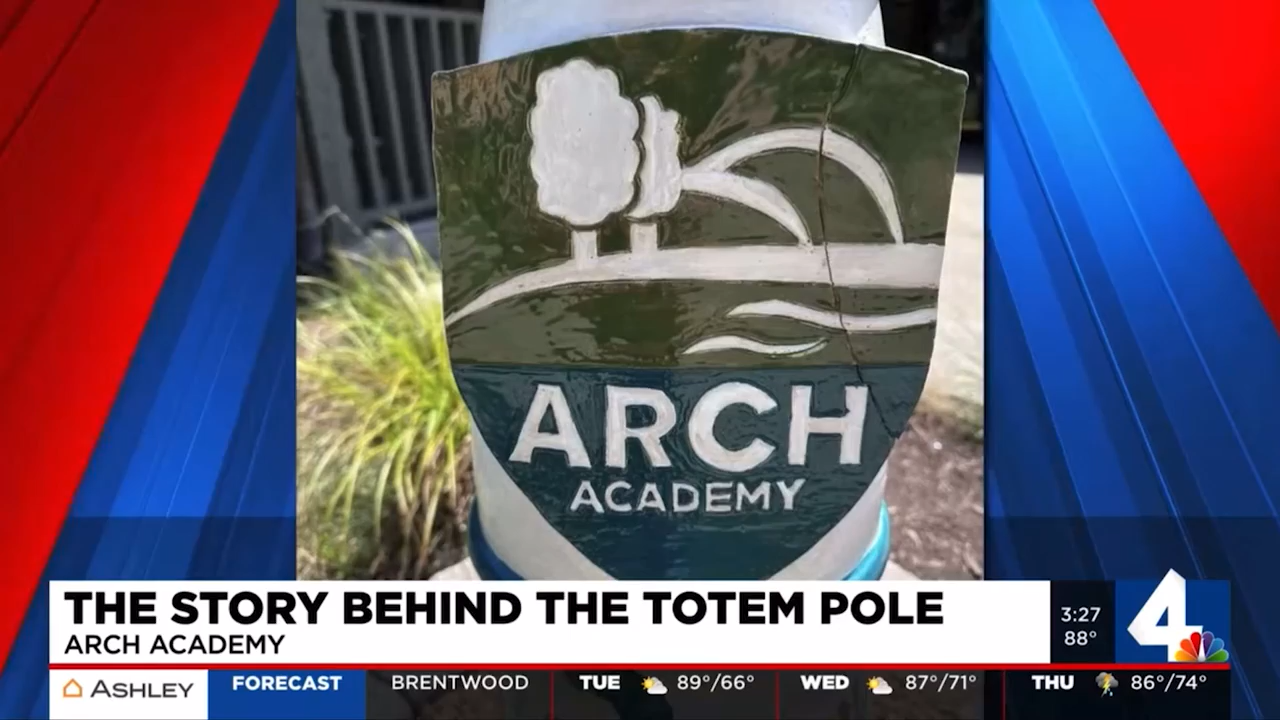 ARCH
ACADEMY
THE STORY BEHIND THE TOTEM POLE
ARCH ACADEMY
3:27
88°
4
ASHLEY
FORECAST
BRENTWOOD
TUE 89°/66°
WED 87°/71°
THU 86°/74°